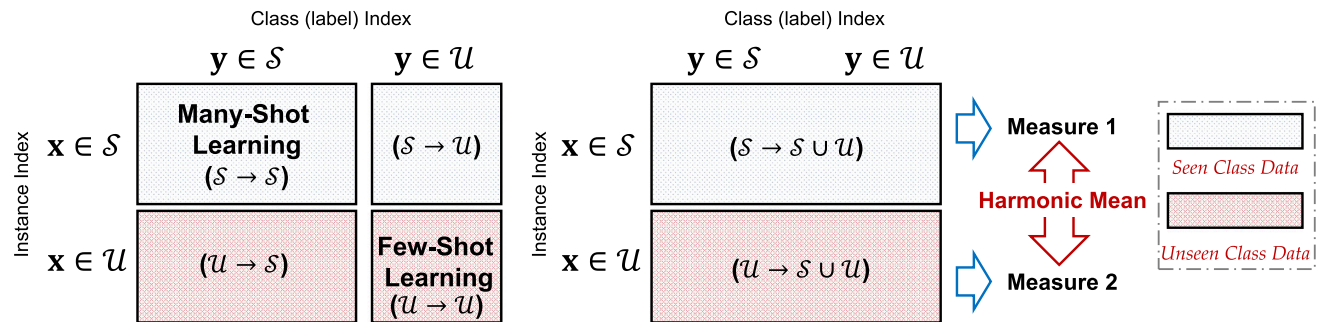 Class (label) Index
𝐲 ∈ 𝒮
𝐲 ∈ 𝒰
Instance Index
𝐱 ∈ 𝒮
Many-Shot
Learning
(𝒮 → 𝒮)
(𝒮 → 𝒰)
𝐱 ∈ 𝒰
(𝒰 → 𝒮)
Few-Shot
Learning
(𝒰 → 𝒰)
Class (label) Index
𝐲 ∈ 𝒮
𝐲 ∈ 𝒰
Instance Index
𝐱 ∈ 𝒮
(𝒮 → 𝒮 ∪ 𝒰)
𝐱 ∈ 𝒰
(𝒰 → 𝒮 ∪ 𝒰)
Measure 1
Harmonic Mean
Measure 2
Seen Class Data
Unseen Class Data